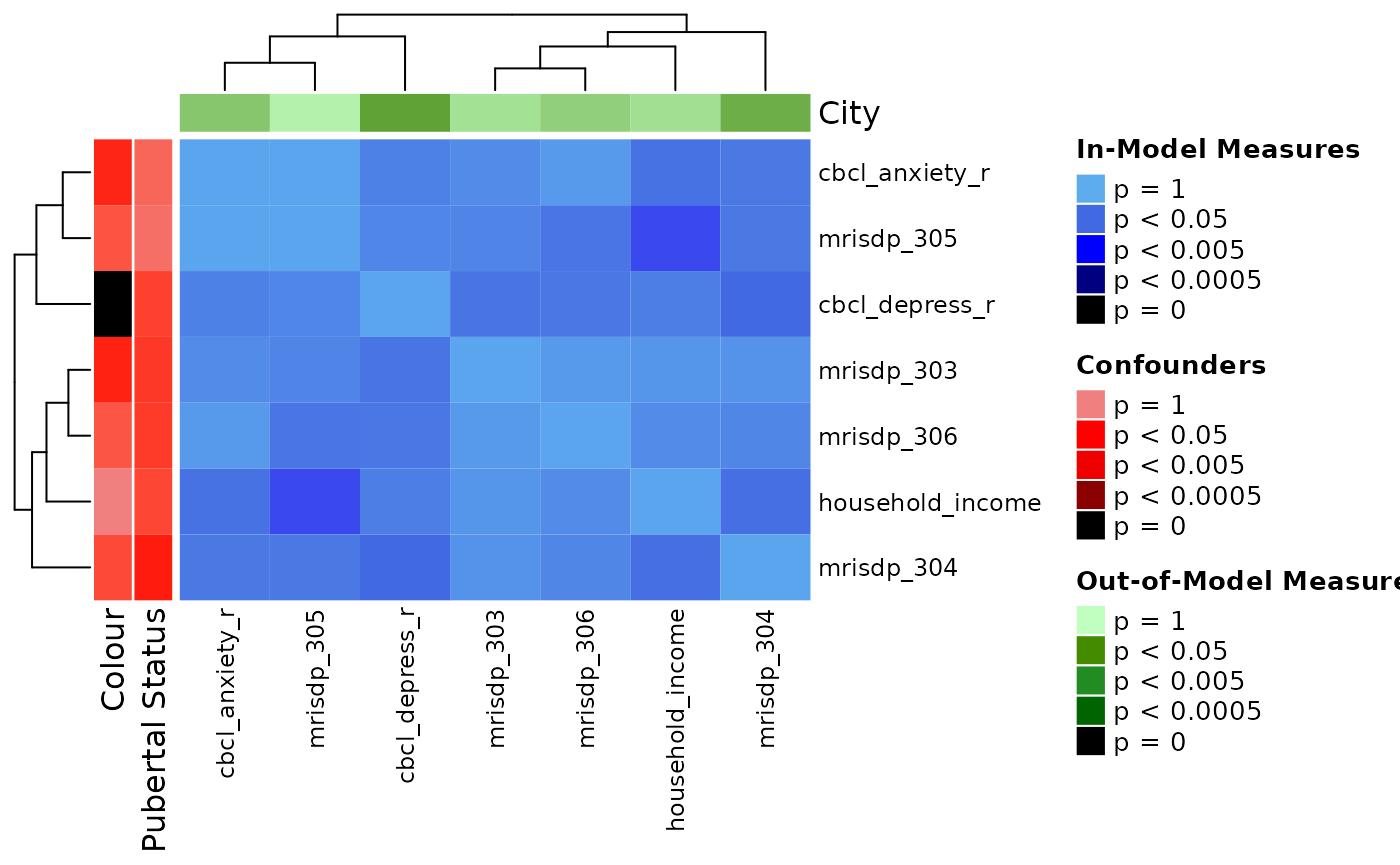 City
cbcl_anxiety_r
mrisdp_305
cbcl_depress_r
mrisdp_303
mrisdp_306
household_income
mrisdp_304
Colour
Pubertal Status
cbcl_anxiety_r
mrisdp_305
cbcl_depress_r
mrisdp_303
mrisdp_306
household_income
mrisdp_304
In-Model Measures
p = 1
p < 0.05
p < 0.005
p < 0.0005
p = 0
Confounders
p = 1
p < 0.05
p < 0.005
p < 0.0005
p = 0
Out-of-Model Measure
p = 1
p < 0.05
p < 0.005
p < 0.0005
p = 0